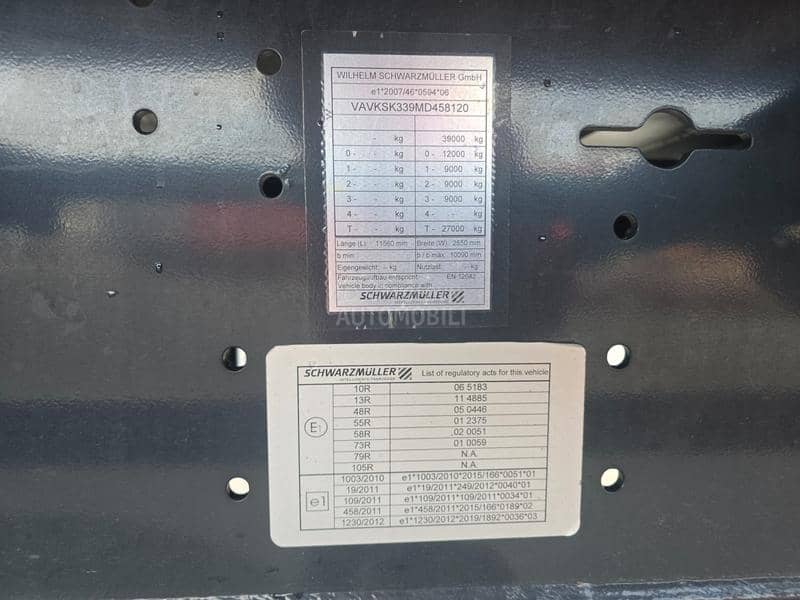 WILHELM SCHWARZMÜLLER GmbH
e1*2007/46*0594*06
VAVKSK339MD458120
- kg 39000 kg
0- - kg 0- 12000 kg
1- - kg 1- 9000 kg
2- - kg 2- 9000 kg
3- - kg 3- 9000 kg
4- - kg 4- - kg
T- - kg T- 27000 kg
Länge (L): 11560 mm Breite (W): 2550 mm
b min b / b max. 10090 mm
Eigengewicht: - kg Nutzlast: - kg
Fahrzeugaufbau entspricht: EN 12642
Vehicle body in compliance with
SCHWARZMÜLLER
AUTOMOBILI
SCHWARZMÜLLER List of regulatory acts for this vehicle
INTELLIGENTE FAHRZEUGE
10R 06 5183
13R 11 4885
48R 05 0446
55R 01 2375
E1 58R 02 0051
73R 01 0059
79R N.A.
105R N.A.
1003/2010 e1*1003/2010*2015/166*0051*01
19/2011 e1*19/2011*249/2012*0040*01
e1 109/2011 e1*109/2011*109/2011*0034*01
458/2011 e1*458/2011*2015/166*0189*02
1230/2012 e1*1230/2012*2019/1892*0036*03